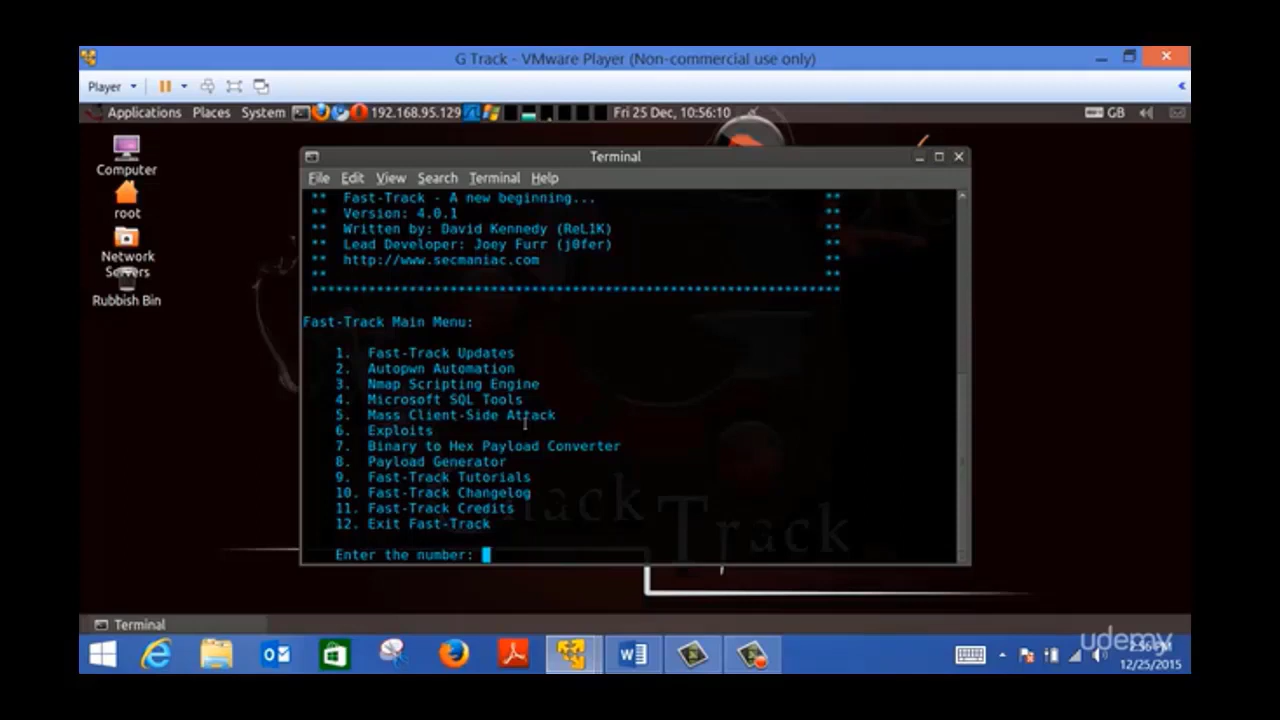 G Track - VMware Player (Non-commercial use only)
Player
Applications Places System 192.168.95.129 Fri 25 Dec, 10:56:10 GB
Computer
root
Network
Servers
Rubbish Bin
Terminal
File Edit View Search Terminal Help
** Fast-Track - A new beginning... **
** Version: 4.0.1 **
** Written by: David Kennedy (ReL1K) **
** Lead Developer: Joey Furr (j0fer) **
** http://www.secmaniac.com **
** **
Fast-Track Main Menu:
1. Fast-Track Updates
2. Autopwn Automation
3. Nmap Scripting Engine
4. Microsoft SQL Tools
5. Mass Client-Side Attack
6. Exploits
7. Binary to Hex Payload Converter
8. Payload Generator
9. Fast-Track Tutorials
10. Fast-Track Changelog
11. Fast-Track Credits
12. Exit Fast-Track
Enter the number:
Track
Terminal
udemy
12/25/2015